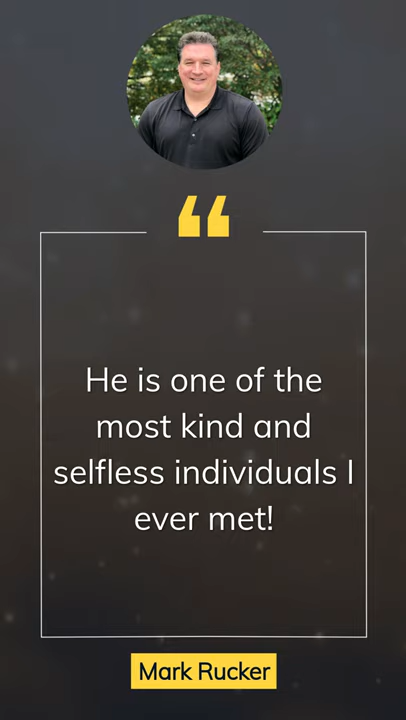 “
He is one of the
most kind and
selfless individuals I
ever met!
Mark Rucker